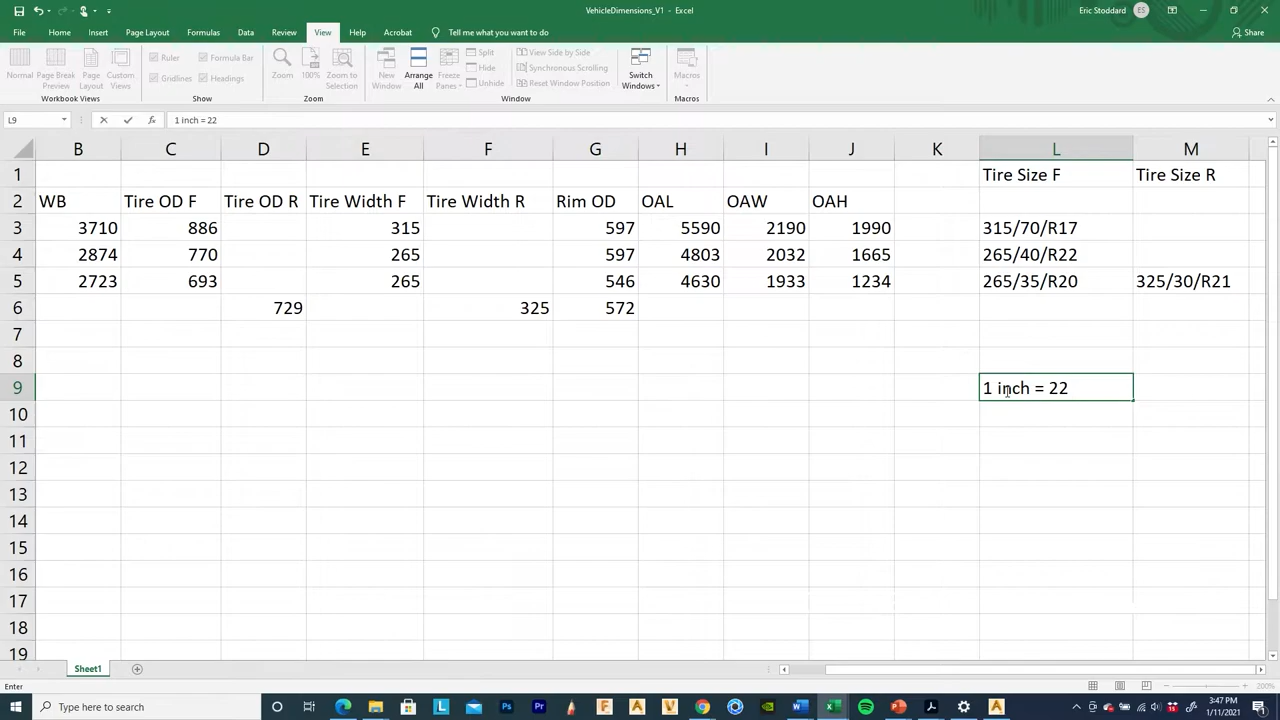 VehicleDimensions_V1 - Excel
Eric Stoddard ES
File Home Insert Page Layout Formulas Data Review View Help Acrobat Tell me what you want to do Share
Normal Page Break Preview Page Layout Custom Views
Workbook Views
Ruler Formula Bar
Gridlines Headings
Show
Zoom 100% Zoom to Selection
Zoom
New Window Arrange All Freeze Panes
Split
Hide
Unhide
View Side by Side
Synchronous Scrolling
Reset Window Position
Window
Switch Windows
Macros
Macros
L9 fx 1 inch = 22
B C D E F G H I J K L M
1 Tire Size F Tire Size R
2 WB Tire OD F Tire OD R Tire Width F Tire Width R Rim OD OAL OAW OAH
3 3710 886 315 597 5590 2190 1990 315/70/R17
4 2874 770 265 597 4803 2032 1665 265/40/R22
5 2723 693 265 546 4630 1933 1234 265/35/R20 325/30/R21
6 729 325 572
7
8
9 1 inch = 22
10
11
12
13
14
15
16
17
18
19
Sheet1
Enter 200%
Type here to search
3:47 PM
1/11/2021